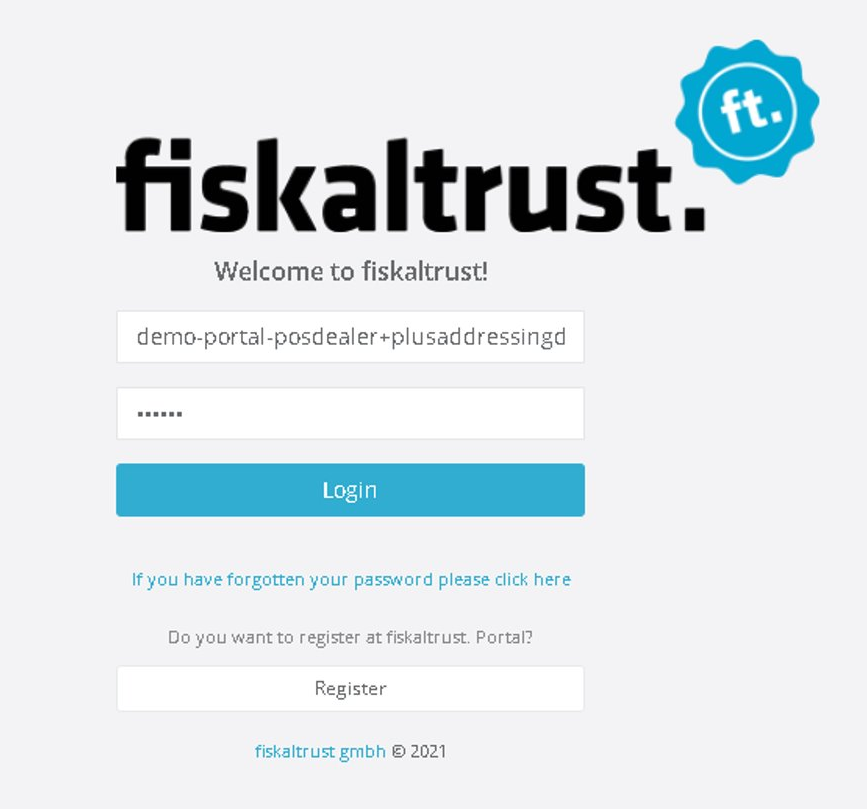 ft.
fiskaltrust.
Welcome to fiskaltrust!
demo-portal-posdealer+plusaddressingd
••••••
Login
If you have forgotten your password please click here
Do you want to register at fiskaltrust. Portal?
Register
fiskaltrust gmbh © 2021